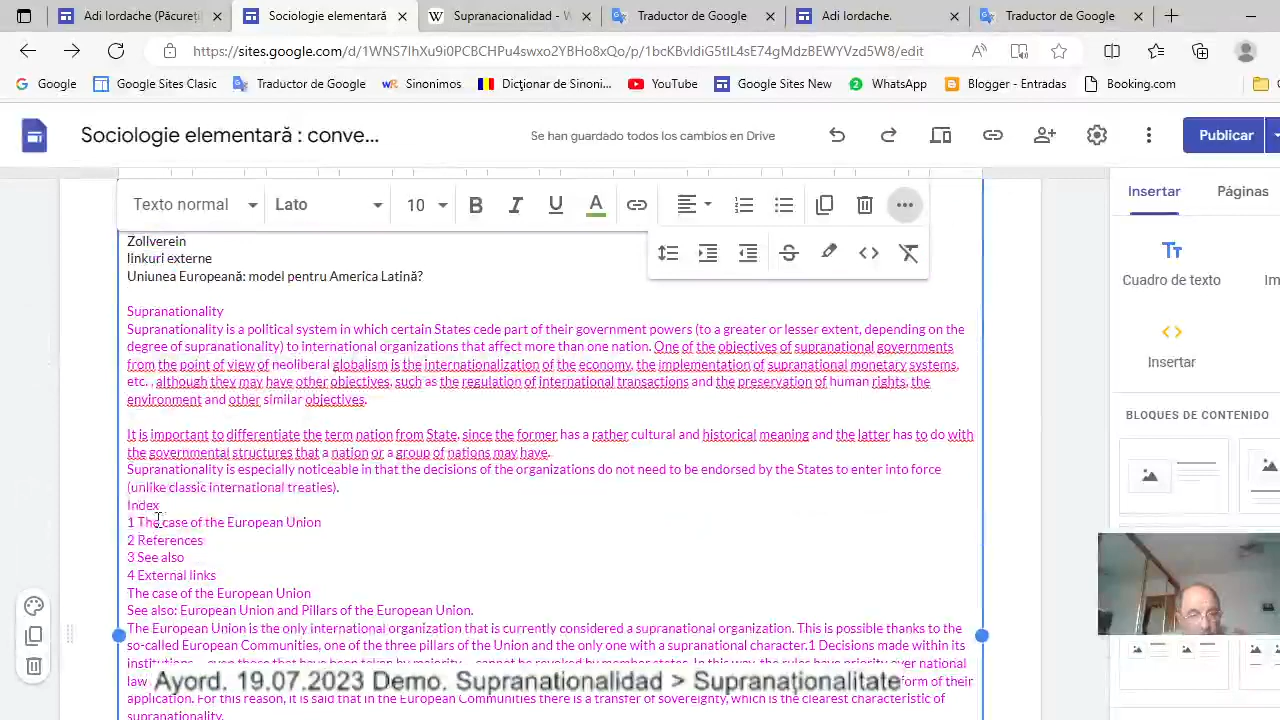 Adi Iordache (Păcureț
Sociologie elementară
Supranacionalidad - W
Traductor de Google
Adi Iordache.
Traductor de Google
https://sites.google.com/d/1WNS7IhXu9i0PCBCHPu4swxo2YBHo8xQo/p/1bcKBvldiG5tIL4sE74gMdzBEWYVzd5W8/edit
Google
Google Sites Clasic
Traductor de Google
Sinonimos
Dicționar de Sinoni...
YouTube
Google Sites New
WhatsApp
Blogger - Entradas
Booking.com
Sociologie elementară : conve...
Se han guardado todos los cambios en Drive
Publicar
Texto normal
Lato
10
Insertar
Páginas
Zollverein
linkuri externe
Uniunea Europeană: model pentru America Latină?
Cuadro de texto
Im
Insertar
BLOQUES DE CONTENIDO
Supranationality
Supranationality is a political system in which certain States cede part of their government powers (to a greater or lesser extent, depending on the
degree of supranationality) to international organizations that affect more than one nation. One of the objectives of supranational governments
from the point of view of neoliberal globalism is the internationalization of the economy, the implementation of supranational monetary systems,
etc. , although they may have other objectives, such as the regulation of international transactions and the preservation of human rights, the
environment and other similar objectives.
It is important to differentiate the term nation from State, since the former has a rather cultural and historical meaning and the latter has to do with
the governmental structures that a nation or a group of nations may have.
Supranationality is especially noticeable in that the decisions of the organizations do not need to be endorsed by the States to enter into force
(unlike classic international treaties).
Index
1 The case of the European Union
2 References
3 See also
4 External links
The case of the European Union
See also: European Union and Pillars of the European Union.
The European Union is the only international organization that is currently considered a supranational organization. This is possible thanks to the
so-called European Communities, one of the three pillars of the Union and the only one with a supranational character.1 Decisions made within its
institutions
national
law
form of their
application. For this reason, it is said that in the European Communities there is a transfer of sovereignty, which is the clearest characteristic of
supranationality.
Ayer. 19.07.2023 Demo. Supranacionalidad > Supranaționalitate